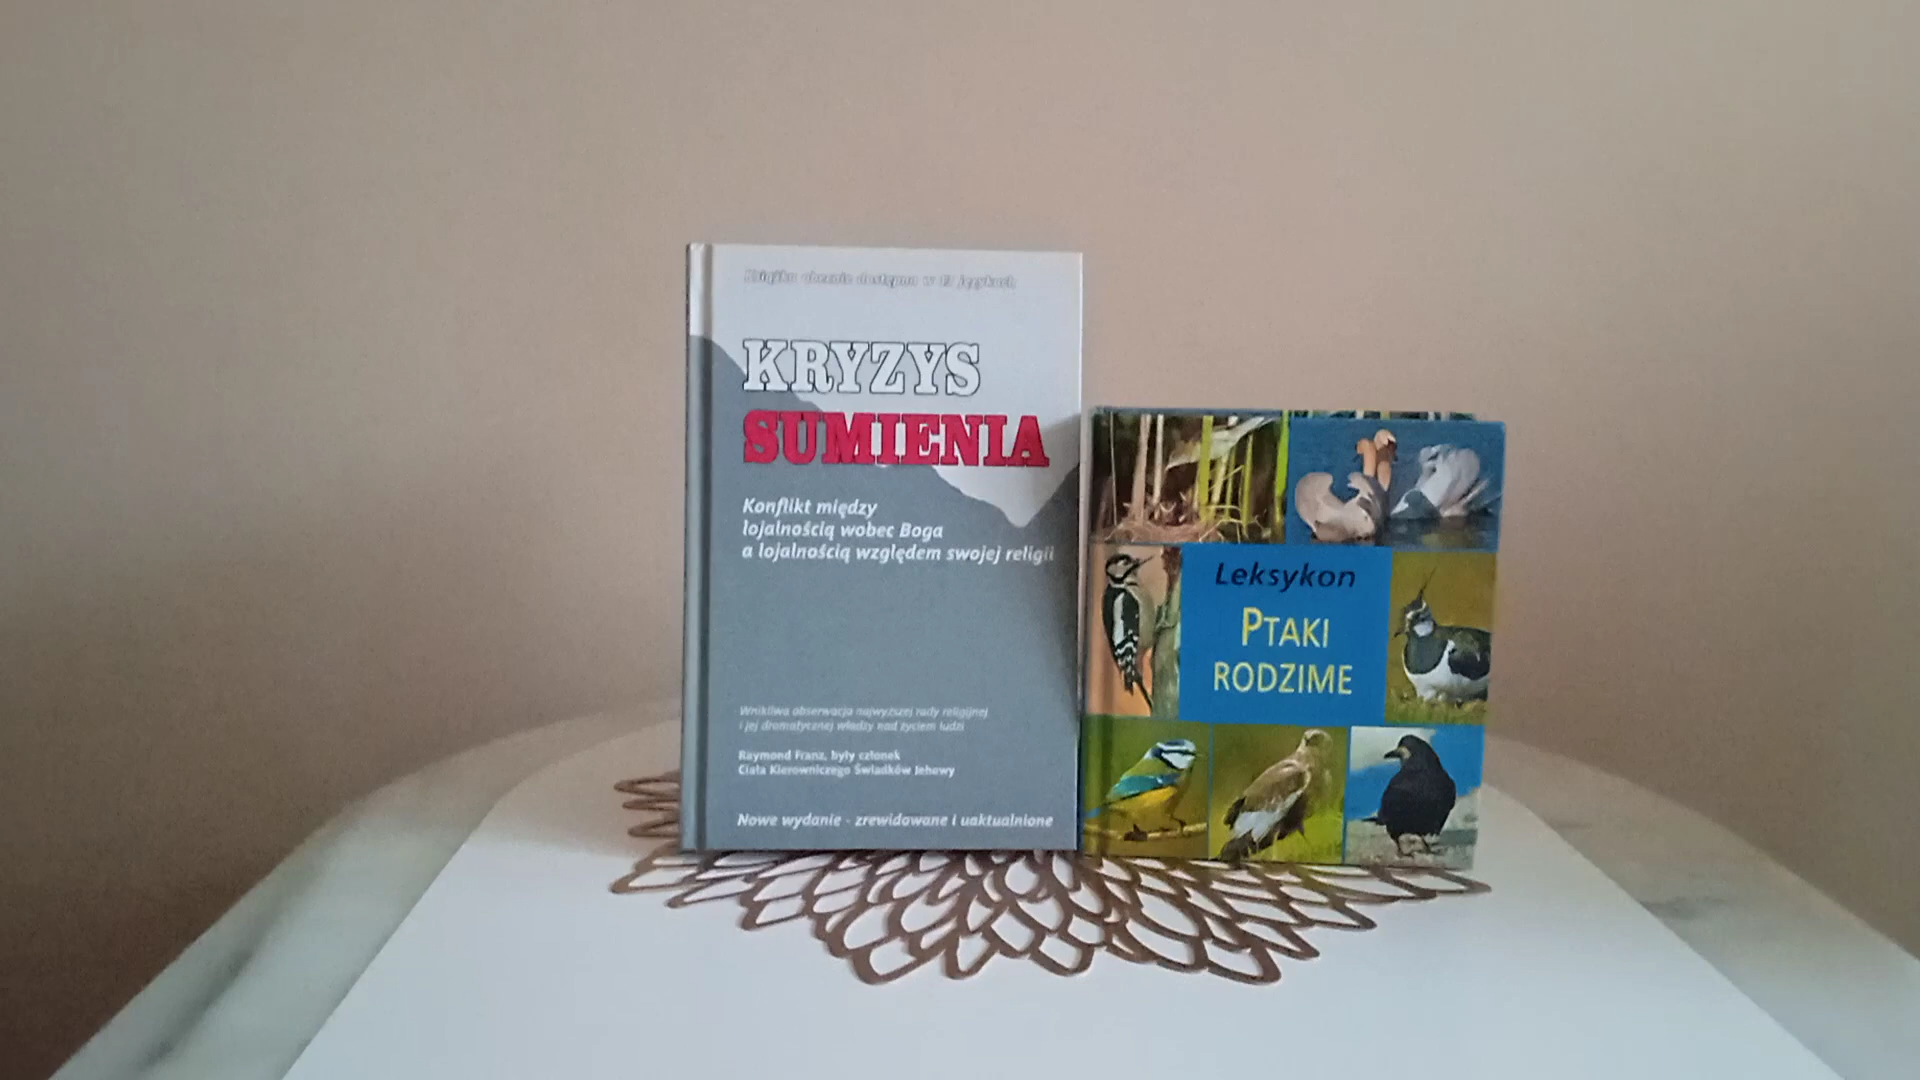 Książka obecnie dostępna w 13 językach
KRYZYS
SUMIENIA
Konflikt między
lojalnością wobec Boga
a lojalnością względem swojej religii
Wnikliwa obserwacja najwyższej rady religijnej
i jej dramatycznej władzy nad życiem ludzi
Raymond Franz, były członek
Ciała Kierowniczego Świadków Jehowy
Nowe wydanie - zrewidowane i uaktualnione
Leksykon
PTAKI
RODZIME